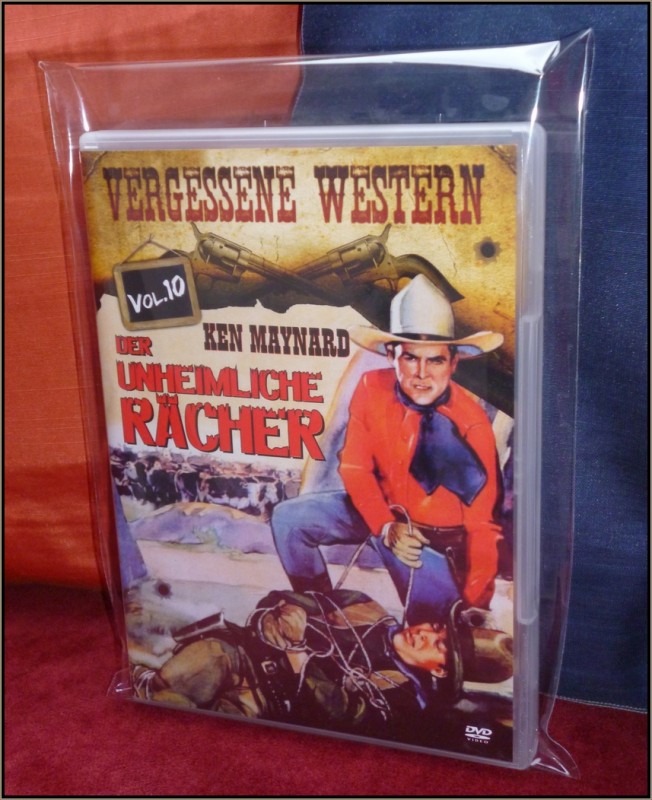 VERGESSENE WESTERN
VOL.10
KEN MAYNARD
DER
UNHEIMLICHE
RÄCHER
DVD
VIDEO